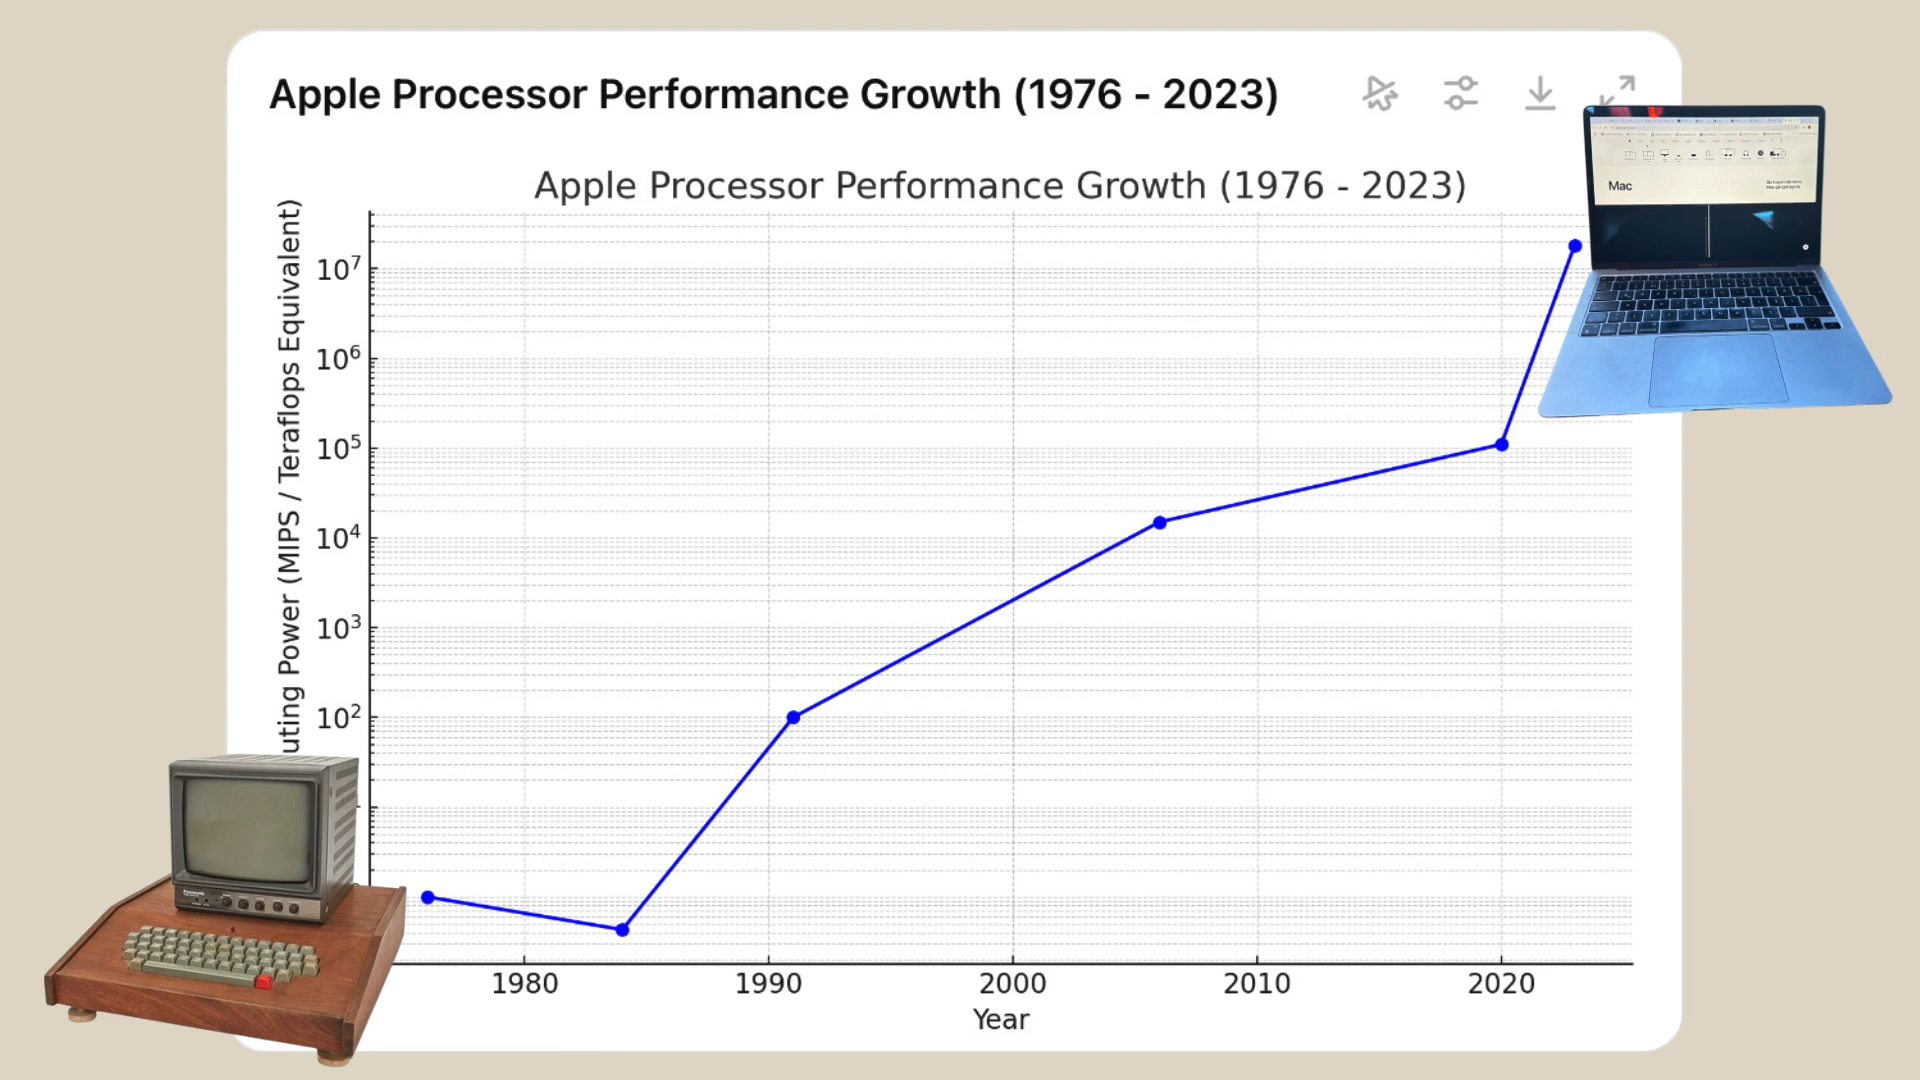 Apple Processor Performance Growth (1976 - 2023)
Apple Processor Performance Growth (1976 - 2023)
uting Power (MIPS / Teraflops Equivalent)
10⁷
10⁶
10⁵
10⁴
10³
10²
1980
1990
2000
2010
2020
Year
Mac
Panasonic